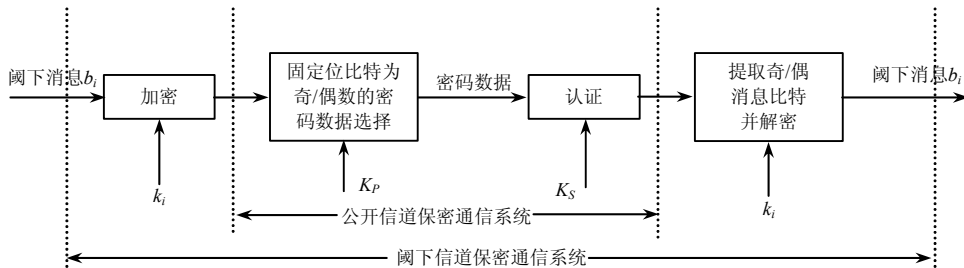 阈下消息bi
加密
ki
固定位比特为
奇/偶数的密
码数据选择
KP
密码数据
认证
KS
提取奇/偶
消息比特
并解密
ki
阈下消息bi
公开信道保密通信系统
阈下信道保密通信系统